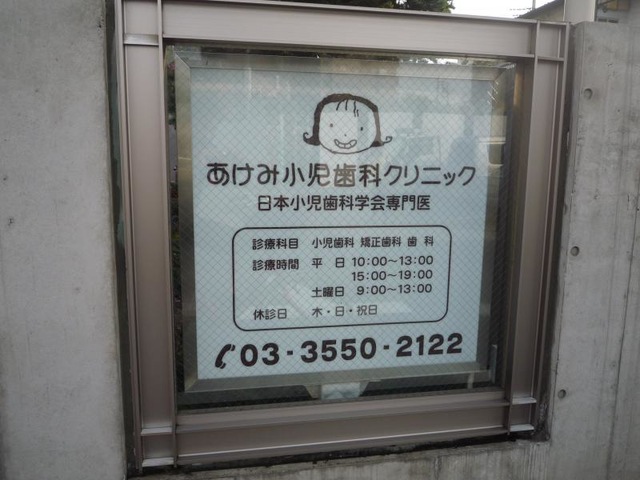 あけみ小児歯科クリニック
日本小児歯科学会専門医
診療科目 小児歯科 矯正歯科 歯科
診療時間 平日 10:00～13:00
15:00～19:00
土曜日 9:00～13:00
休診日 木・日・祝日
03-3550-2122